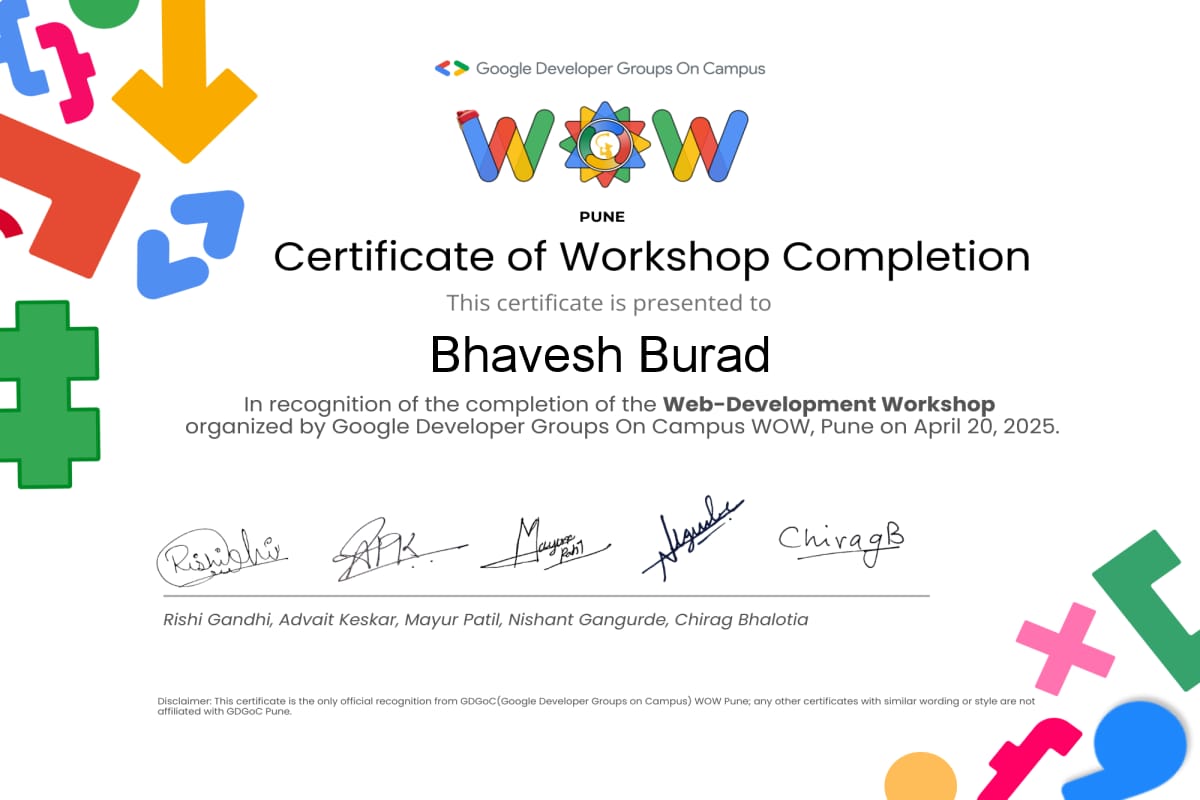 Google Developer Groups On Campus
WOW
PUNE
Certificate of Workshop Completion
This certificate is presented to
Bhavesh Burad
In recognition of the completion of the Web-Development Workshop
organized by Google Developer Groups On Campus WOW, Pune on April 20, 2025.
ChiragB
Rishi Gandhi, Advait Keskar, Mayur Patil, Nishant Gangurde, Chirag Bhalotia
Disclaimer: This certificate is the only official recognition from GDGoC(Google Developer Groups on Campus) WOW Pune; any other certificates with similar wording or style are not
affiliated with GDGoC Pune.